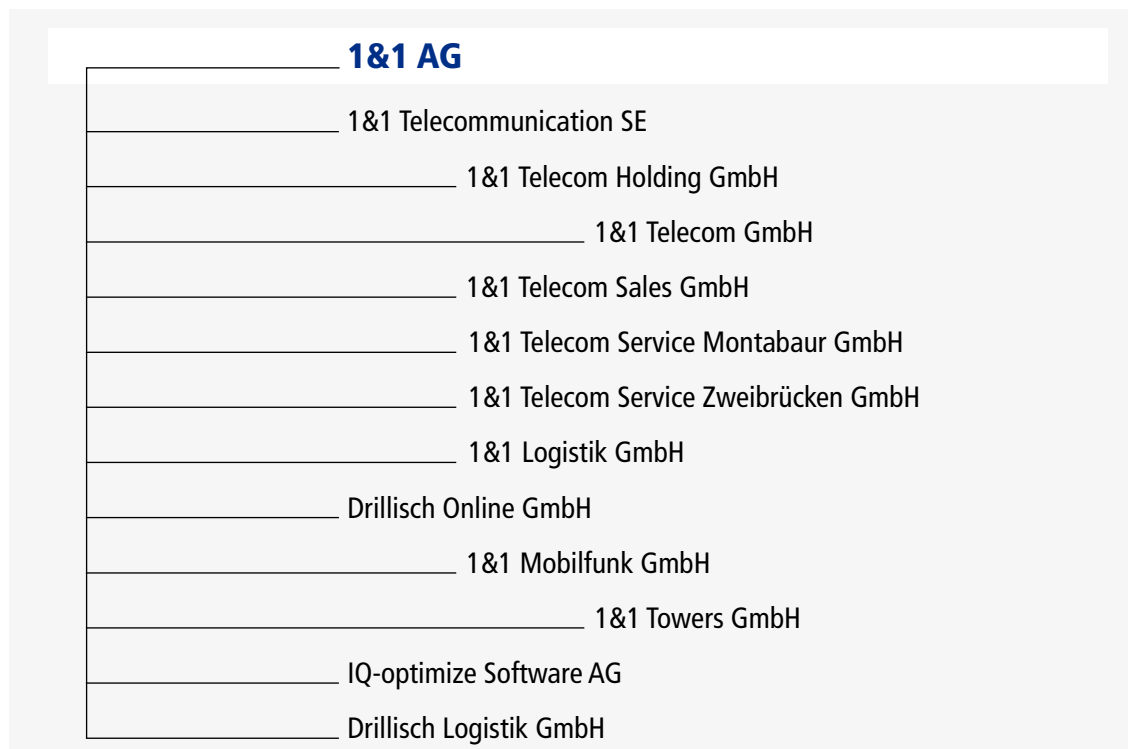 1&1 AG
1&1 Telecommunication SE
1&1 Telecom Holding GmbH
1&1 Telecom GmbH
1&1 Telecom Sales GmbH
1&1 Telecom Service Montabaur GmbH
1&1 Telecom Service Zweibrücken GmbH
1&1 Logistik GmbH
Drillisch Online GmbH
1&1 Mobilfunk GmbH
1&1 Towers GmbH
IQ-optimize Software AG
Drillisch Logistik GmbH